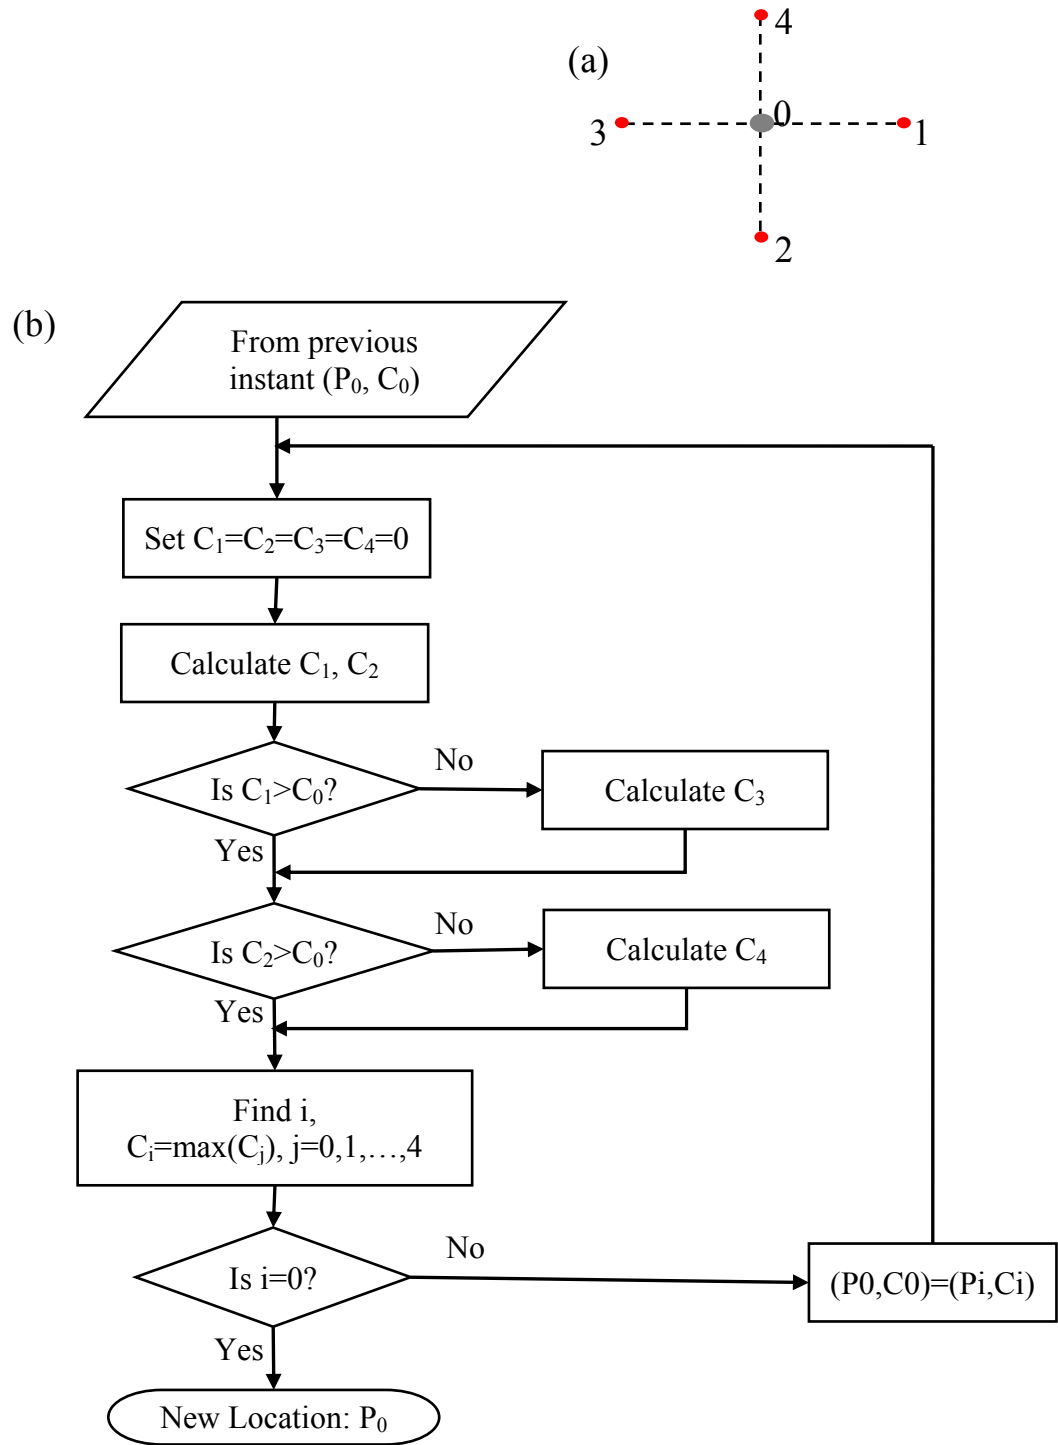 (a)
4
0
3
1
2
(b)
From previous
instant (P₀, C₀)
Set C₁=C₂=C₃=C₄=0
Calculate C₁, C₂
Is C₁>C₀?
No
Calculate C₃
Yes
Is C₂>C₀?
No
Calculate C₄
Yes
Find i,
Cᵢ=max(Cⱼ), j=0,1,…,4
Is i=0?
No
(P0,C0)=(Pi,Ci)
Yes
New Location: P₀